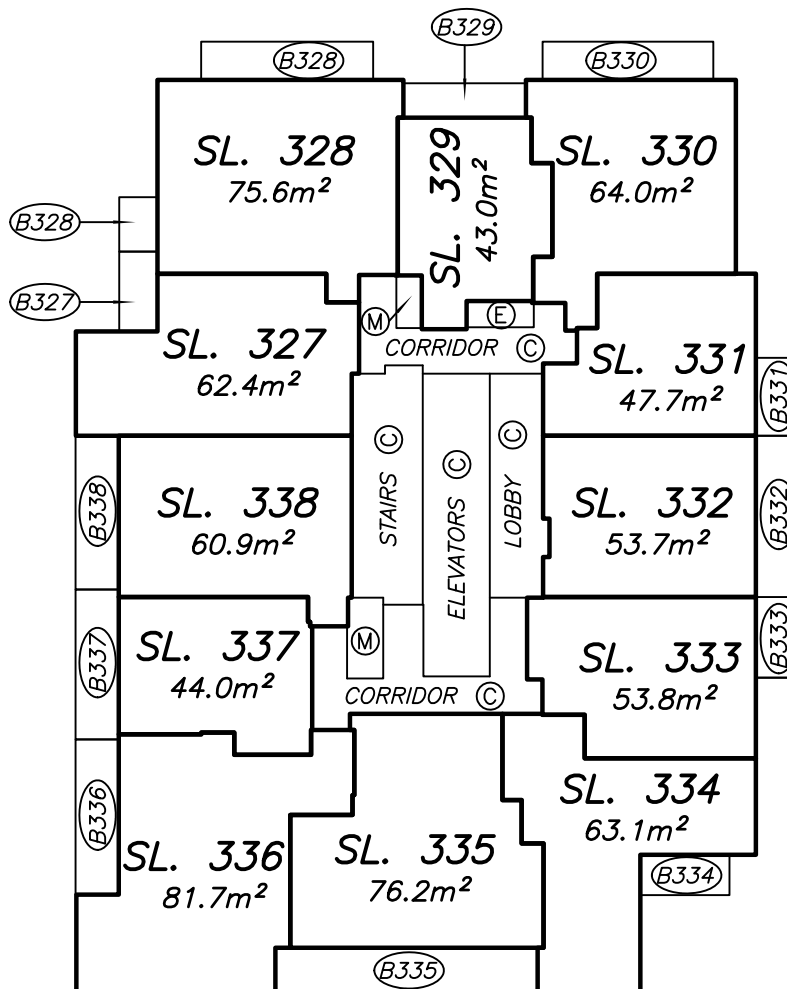 B329
B328
B330
SL. 328
75.6m²
SL. 329
43.0m²
SL. 330
64.0m²
B328
B327
M
E
CORRIDOR C
SL. 327
62.4m²
SL. 331
47.7m²
B331
C
STAIRS
C
ELEVATORS
C
LOBBY
B338
SL. 338
60.9m²
SL. 332
53.7m²
B332
B337
SL. 337
44.0m²
M
SL. 333
53.8m²
B333
CORRIDOR C
B336
SL. 336
81.7m²
SL. 335
76.2m²
SL. 334
63.1m²
B334
B335